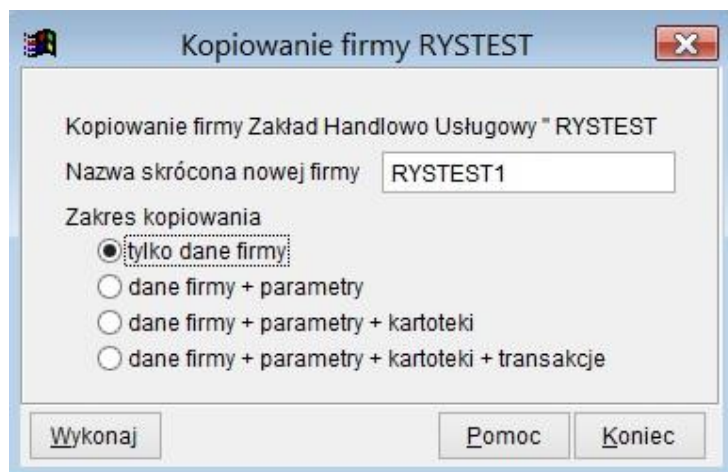 Kopiowanie firmy RYSTEST
Kopiowanie firmy Zakład Handlowo Usługowy " RYSTEST
Nazwa skrócona nowej firmy RYSTEST1
Zakres kopiowania
tylko dane firmy
dane firmy + parametry
dane firmy + parametry + kartoteki
dane firmy + parametry + kartoteki + transakcje
Wykonaj Pomoc Koniec